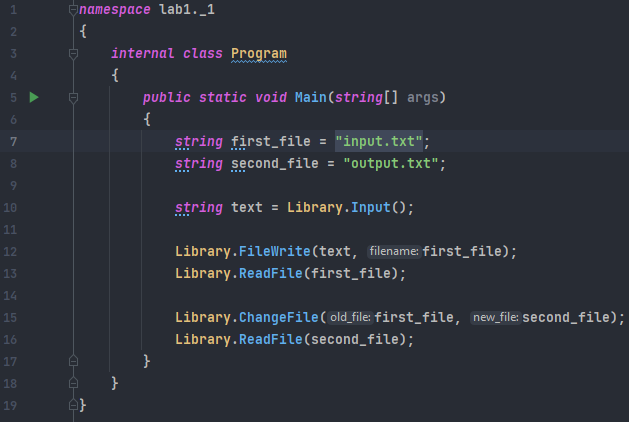 1 namespace lab1._1
2 {
3 internal class Program
4 {
5 public static void Main(string[] args)
6 {
7 string first_file = "input.txt";
8 string second_file = "output.txt";
9
10 string text = Library.Input();
11
12 Library.FileWrite(text, filename: first_file);
13 Library.ReadFile(first_file);
14
15 Library.ChangeFile(old_file: first_file, new_file: second_file);
16 Library.ReadFile(second_file);
17 }
18 }
19 }